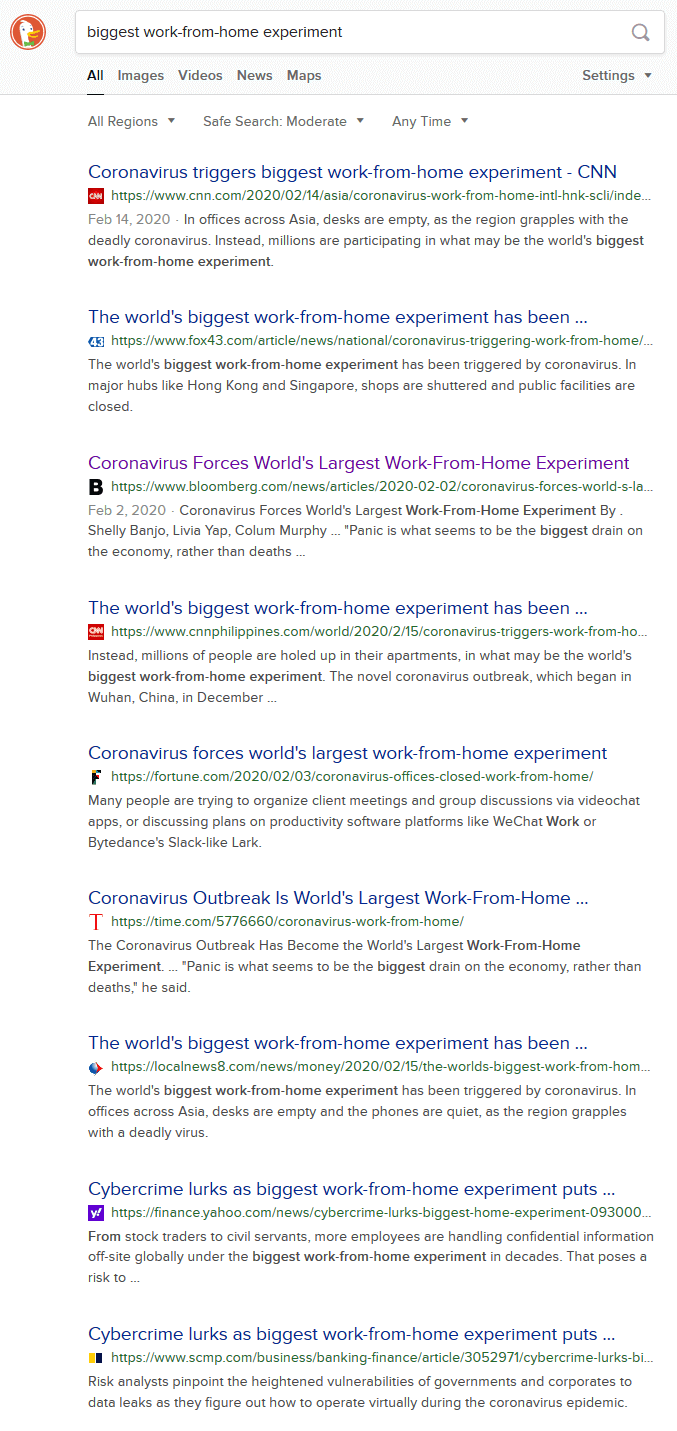 biggest work-from-home experiment
All Images Videos News Maps Settings
All Regions Safe Search: Moderate Any Time
Coronavirus triggers biggest work-from-home experiment - CNN
CNN https://www.cnn.com/2020/02/14/asia/coronavirus-work-from-home-intl-hnk-scli/inde...
Feb 14, 2020 · In offices across Asia, desks are empty, as the region grapples with the
deadly coronavirus. Instead, millions are participating in what may be the world's biggest
work-from-home experiment.
The world's biggest work-from-home experiment has been ...
43 https://www.fox43.com/article/news/national/coronavirus-triggering-work-from-home/...
The world's biggest work-from-home experiment has been triggered by coronavirus. In
major hubs like Hong Kong and Singapore, shops are shuttered and public facilities are
closed.
Coronavirus Forces World's Largest Work-From-Home Experiment
B https://www.bloomberg.com/news/articles/2020-02-02/coronavirus-forces-world-s-la...
Feb 2, 2020 · Coronavirus Forces World's Largest Work-From-Home Experiment By .
Shelly Banjo, Livia Yap, Colum Murphy ... "Panic is what seems to be the biggest drain on
the economy, rather than deaths ...
The world's biggest work-from-home experiment has been ...
CNN https://www.cnnphilippines.com/world/2020/2/15/coronavirus-triggers-work-from-ho...
Instead, millions of people are holed up in their apartments, in what may be the world's
biggest work-from-home experiment. The novel coronavirus outbreak, which began in
Wuhan, China, in December ...
Coronavirus forces world's largest work-from-home experiment
F https://fortune.com/2020/02/03/coronavirus-offices-closed-work-from-home/
Many people are trying to organize client meetings and group discussions via videochat
apps, or discussing plans on productivity software platforms like WeChat Work or
Bytedance's Slack-like Lark.
Coronavirus Outbreak Is World's Largest Work-From-Home ...
T https://time.com/5776660/coronavirus-work-from-home/
The Coronavirus Outbreak Has Become the World's Largest Work-From-Home
Experiment. ... "Panic is what seems to be the biggest drain on the economy, rather than
deaths," he said.
The world's biggest work-from-home experiment has been ...
https://localnews8.com/news/money/2020/02/15/the-worlds-biggest-work-from-hom...
The world's biggest work-from-home experiment has been triggered by coronavirus. In
offices across Asia, desks are empty and the phones are quiet, as the region grapples
with a deadly virus.
Cybercrime lurks as biggest work-from-home experiment puts ...
y! https://finance.yahoo.com/news/cybercrime-lurks-biggest-home-experiment-093000...
From stock traders to civil servants, more employees are handling confidential information
off-site globally under the biggest work-from-home experiment in decades. That poses a
risk to ...
Cybercrime lurks as biggest work-from-home experiment puts ...
https://www.scmp.com/business/banking-finance/article/3052971/cybercrime-lurks-bi...
Risk analysts pinpoint the heightened vulnerabilities of governments and corporates to
data leaks as they figure out how to operate virtually during the coronavirus epidemic.